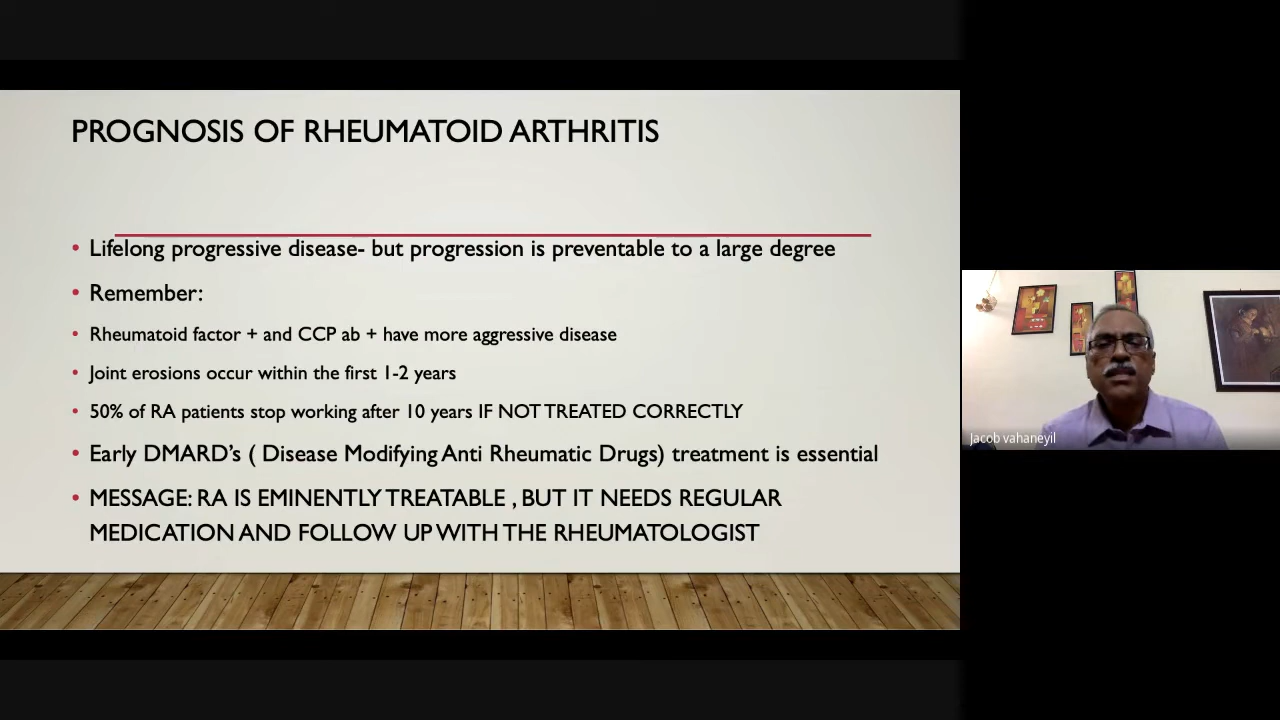 PROGNOSIS OF RHEUMATOID ARTHRITIS
• Lifelong progressive disease- but progression is preventable to a large degree
• Remember:
• Rheumatoid factor + and CCP ab + have more aggressive disease
• Joint erosions occur within the first 1-2 years
• 50% of RA patients stop working after 10 years IF NOT TREATED CORRECTLY
• Early DMARD’s ( Disease Modifying Anti Rheumatic Drugs) treatment is essential
• MESSAGE: RA IS EMINENTLY TREATABLE , BUT IT NEEDS REGULAR
MEDICATION AND FOLLOW UP WITH THE RHEUMATOLOGIST
Jacob vahaneyil